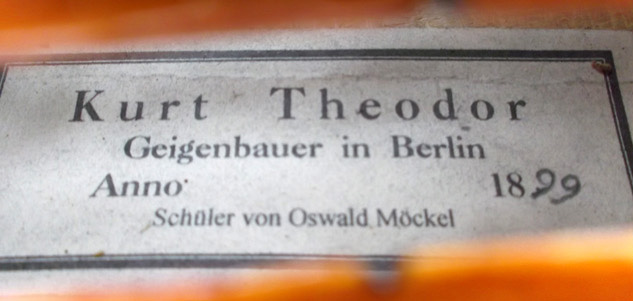 Kurt Theodor
Geigenbauer in Berlin
Anno 1899
Schüler von Oswald Möckel